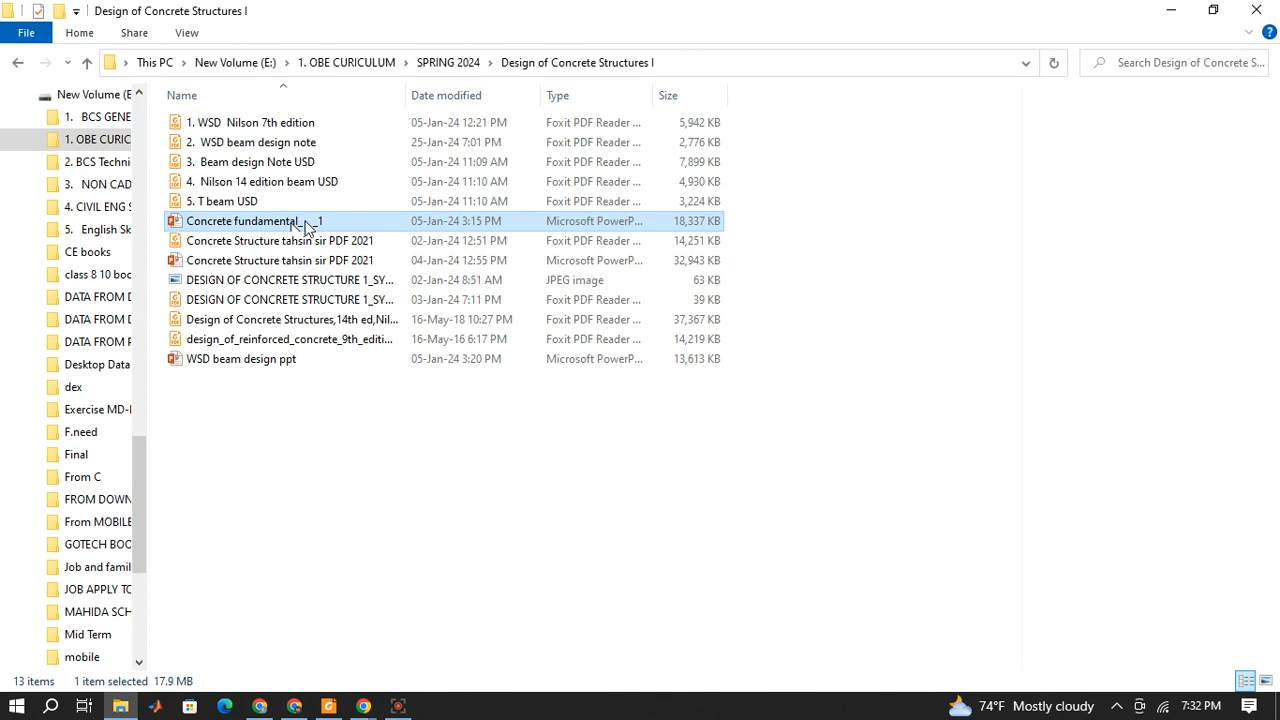 Design of Concrete Structures I
File Home Share View
This PC New Volume (E:) 1. OBE CURICULUM SPRING 2024 Design of Concrete Structures I Search Design of Concrete S...
Name Date modified Type Size
New Volume (E
1. BCS GENE
1. OBE CURIC
2. BCS Techni
3. NON CAD
4. CIVIL ENG S
5. English Sk
CE books
class 8 10 boo
DATA FROM D
DATA FROM D
DATA FROM F
Desktop Data
dex
Exercise MD-I
F.need
Final
From C
FROM DOWN
From MOBILE
GOTECH BOO
Job and famil
JOB APPLY TO
MAHIDA SCH
Mid Term
mobile
1. WSD Nilson 7th edition 05-Jan-24 12:21 PM Foxit PDF Reader ... 5,942 KB
2. WSD beam design note 25-Jan-24 7:01 PM Foxit PDF Reader ... 2,776 KB
3. Beam design Note USD 05-Jan-24 11:09 AM Foxit PDF Reader ... 7,899 KB
4. Nilson 14 edition beam USD 05-Jan-24 11:10 AM Foxit PDF Reader ... 4,930 KB
5. T beam USD 05-Jan-24 11:10 AM Foxit PDF Reader ... 3,224 KB
Concrete fundamental___1 05-Jan-24 3:15 PM Microsoft PowerP... 18,337 KB
Concrete Structure tahsin sir PDF 2021 02-Jan-24 12:51 PM Foxit PDF Reader ... 14,251 KB
Concrete Structure tahsin sir PDF 2021 04-Jan-24 12:55 PM Microsoft PowerP... 32,943 KB
DESIGN OF CONCRETE STRUCTURE 1_SY... 02-Jan-24 8:51 AM JPEG image 63 KB
DESIGN OF CONCRETE STRUCTURE 1_SY... 03-Jan-24 7:11 PM Foxit PDF Reader ... 39 KB
Design of Concrete Structures,14th ed,Nil... 16-May-18 10:27 PM Foxit PDF Reader ... 37,367 KB
design_of_reinforced_concrete_9th_editi... 16-May-16 6:17 PM Foxit PDF Reader ... 14,219 KB
WSD beam design ppt 05-Jan-24 3:20 PM Microsoft PowerP... 13,613 KB
13 items 1 item selected 17.9 MB
74°F Mostly cloudy 7:32 PM